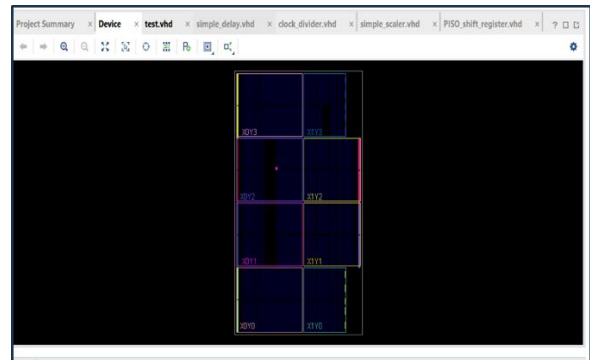 Project Summary × Device × test.vhd × simple_delay.vhd × clock_divider.vhd × simple_scaler.vhd × PISO_shift_register.vhd × ?
X0Y3 X1Y3
X0Y2 X1Y2
X0Y1 X1Y1
X0Y0 X1Y0